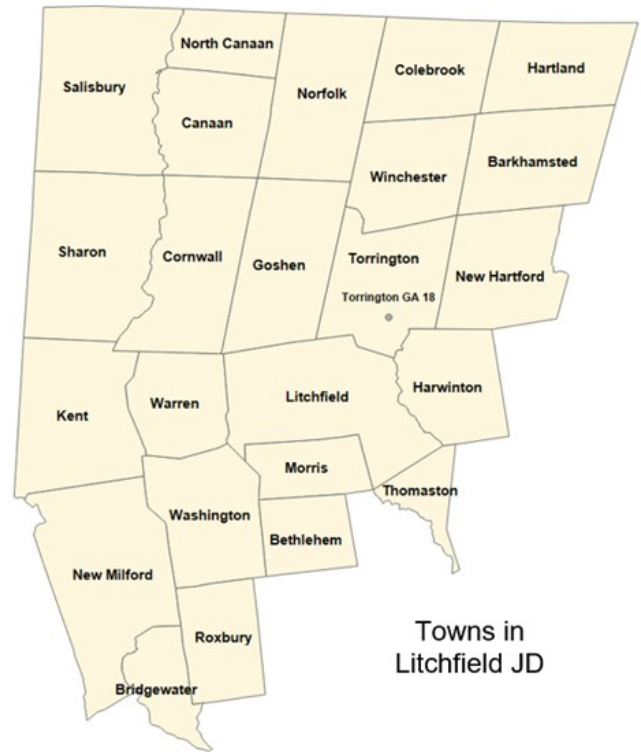 North Canaan
Colebrook
Hartland
Salisbury
Norfolk
Canaan
Barkhamsted
Winchester
Sharon
Cornwall
Goshen
Torrington
New Hartford
Torrington GA 18
Harwinton
Litchfield
Warren
Kent
Morris
Thomaston
Washington
Bethlehem
New Milford
Roxbury
Bridgewater
Towns in
Litchfield JD